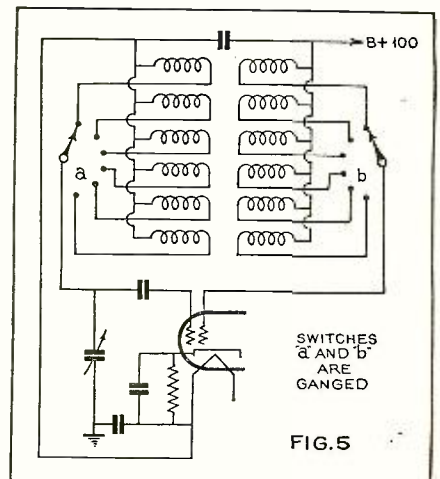 B+100
a
b
SWITCHES
"a" AND "b"
ARE
GANGED
FIG.5